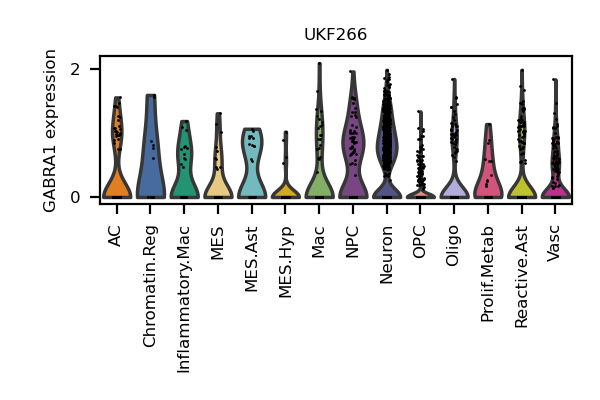 UKF266
GABRA1 expression
2
0
AC
Chromatin.Reg
Inflammatory.Mac
MES
MES.Ast
MES.Hyp
Mac
NPC
Neuron
OPC
Oligo
Prolif.Metab
Reactive.Ast
Vasc